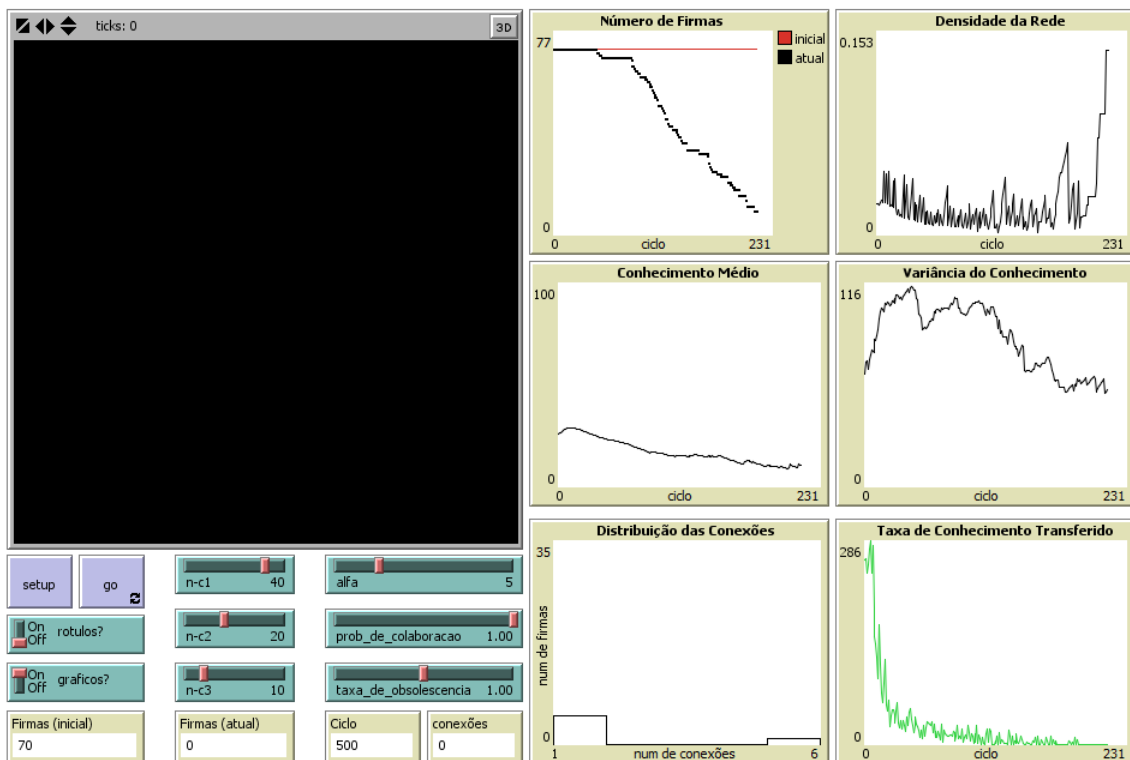 ticks: 0
3D
Número de Firmas
77
0
0
ciclo
231
inicial
atual
Densidade da Rede
0.153
0
0
ciclo
231
Conhecimento Médio
100
0
0
ciclo
231
Variância do Conhecimento
116
0
0
ciclo
231
Distribuição das Conexões
35
num de firmas
0
1
num de conexões
6
Taxa de Conhecimento Transferido
286
0
0
ciclo
231
setup
go
n-c1 40
alfa 5
On
Off
rotulos?
n-c2 20
prob_de_colaboracao 1.00
On
Off
graficos?
n-c3 10
taxa_de_obsolescencia 1.00
Firmas (inicial)
70
Firmas (atual)
0
Ciclo
500
conexões
0